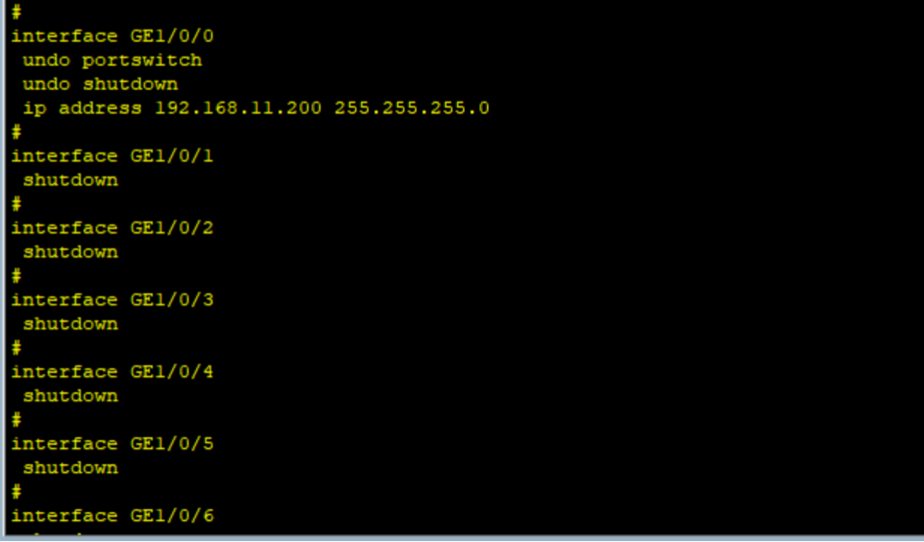 #
interface GE1/0/0
undo portswitch
undo shutdown
ip address 192.168.11.200 255.255.255.0
#
interface GE1/0/1
shutdown
#
interface GE1/0/2
shutdown
#
interface GE1/0/3
shutdown
#
interface GE1/0/4
shutdown
#
interface GE1/0/5
shutdown
#
interface GE1/0/6